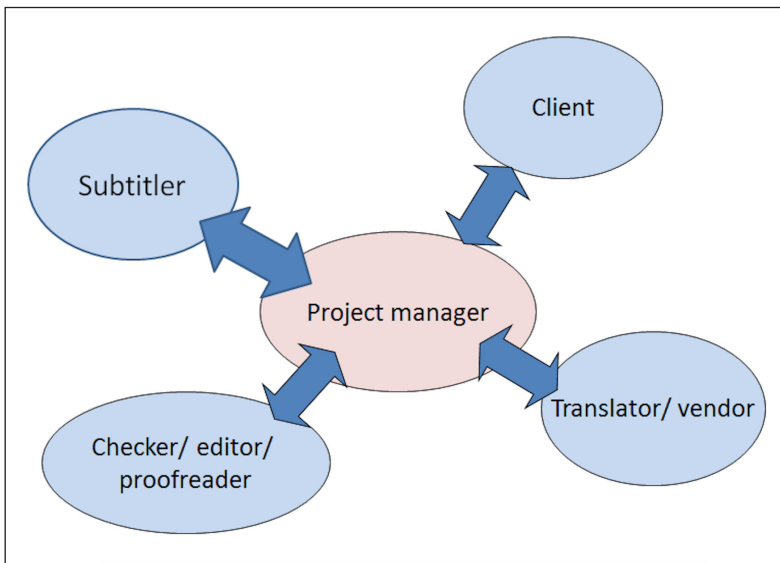 Client
Subtitler
Project manager
Translator/ vendor
Checker/ editor/
proofreader